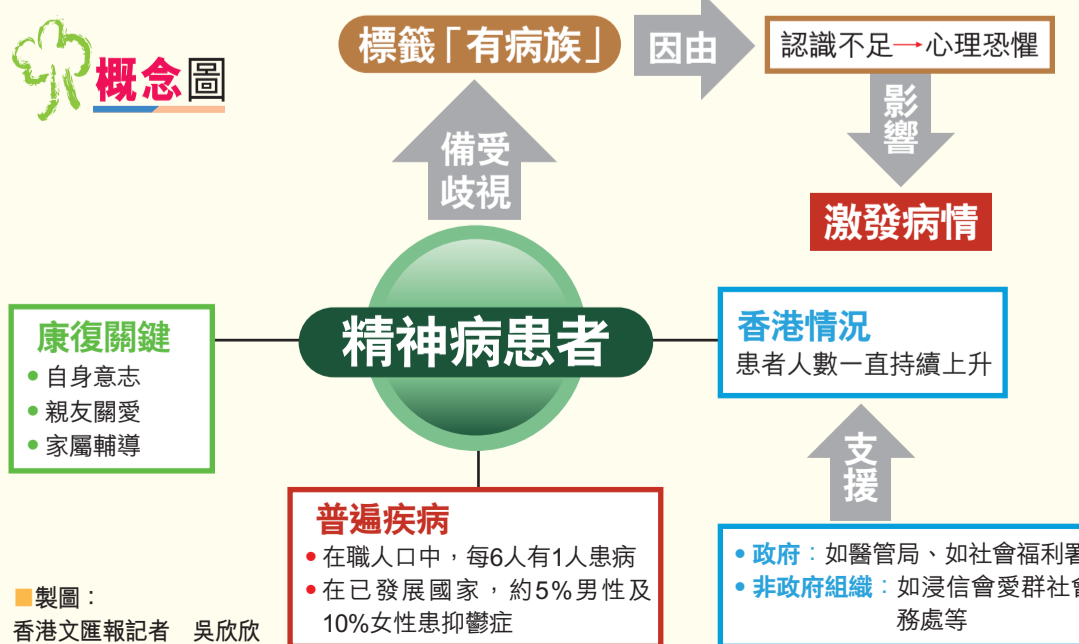 概念圖
標籤「有病族」
因由
認識不足→心理恐懼
影響
激發病情
備受
歧視
精神病患者
康復關鍵
• 自身意志
• 親友關愛
• 家屬輔導
香港情況
患者人數一直持續上升
支援
普遍疾病
• 在職人口中，每6人有1人患病
• 在已發展國家，約5%男性及
10%女性患抑鬱症
• 政府：如醫管局、如社會福利署
• 非政府組織：如浸信會愛群社會
務處等
■製圖：
香港文匯報記者　吳欣欣